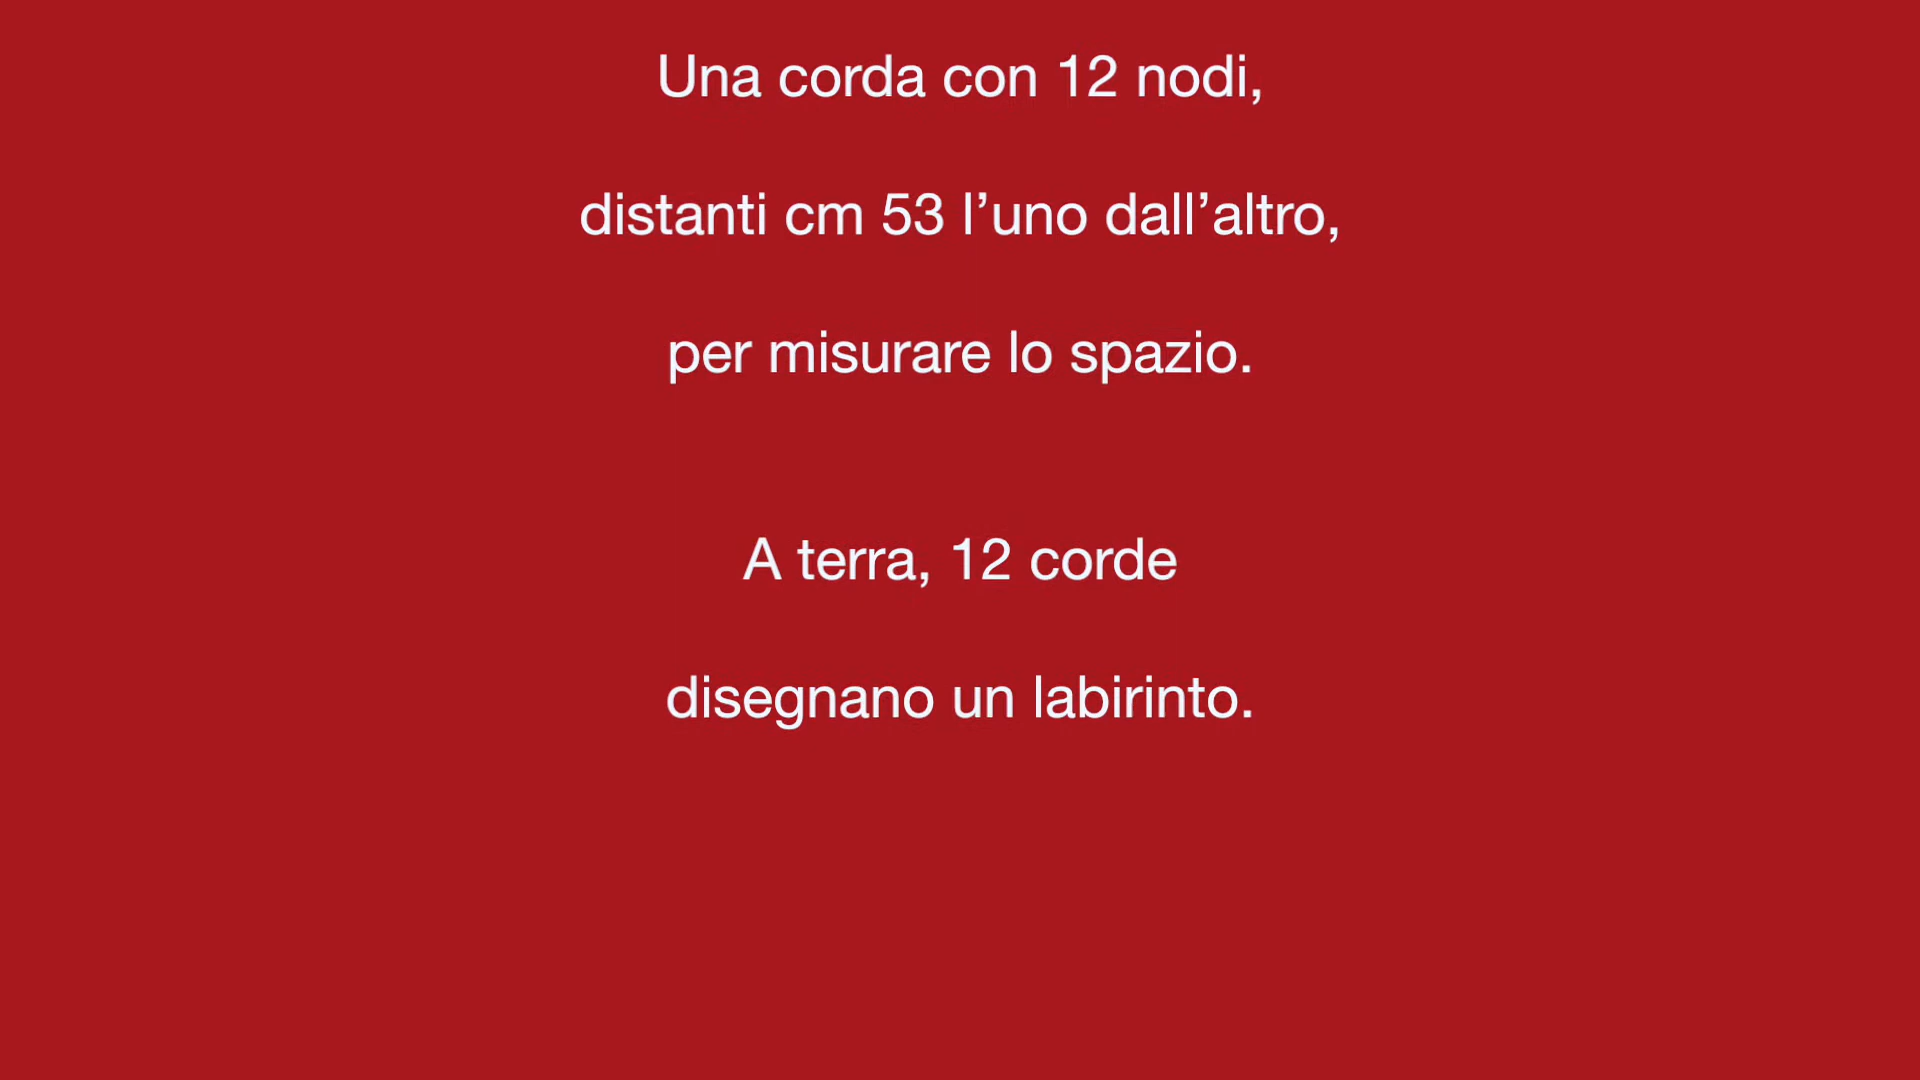 Una corda con 12 nodi,
distanti cm 53 l’uno dall’altro,
per misurare lo spazio.
A terra, 12 corde
disegnano un labirinto.